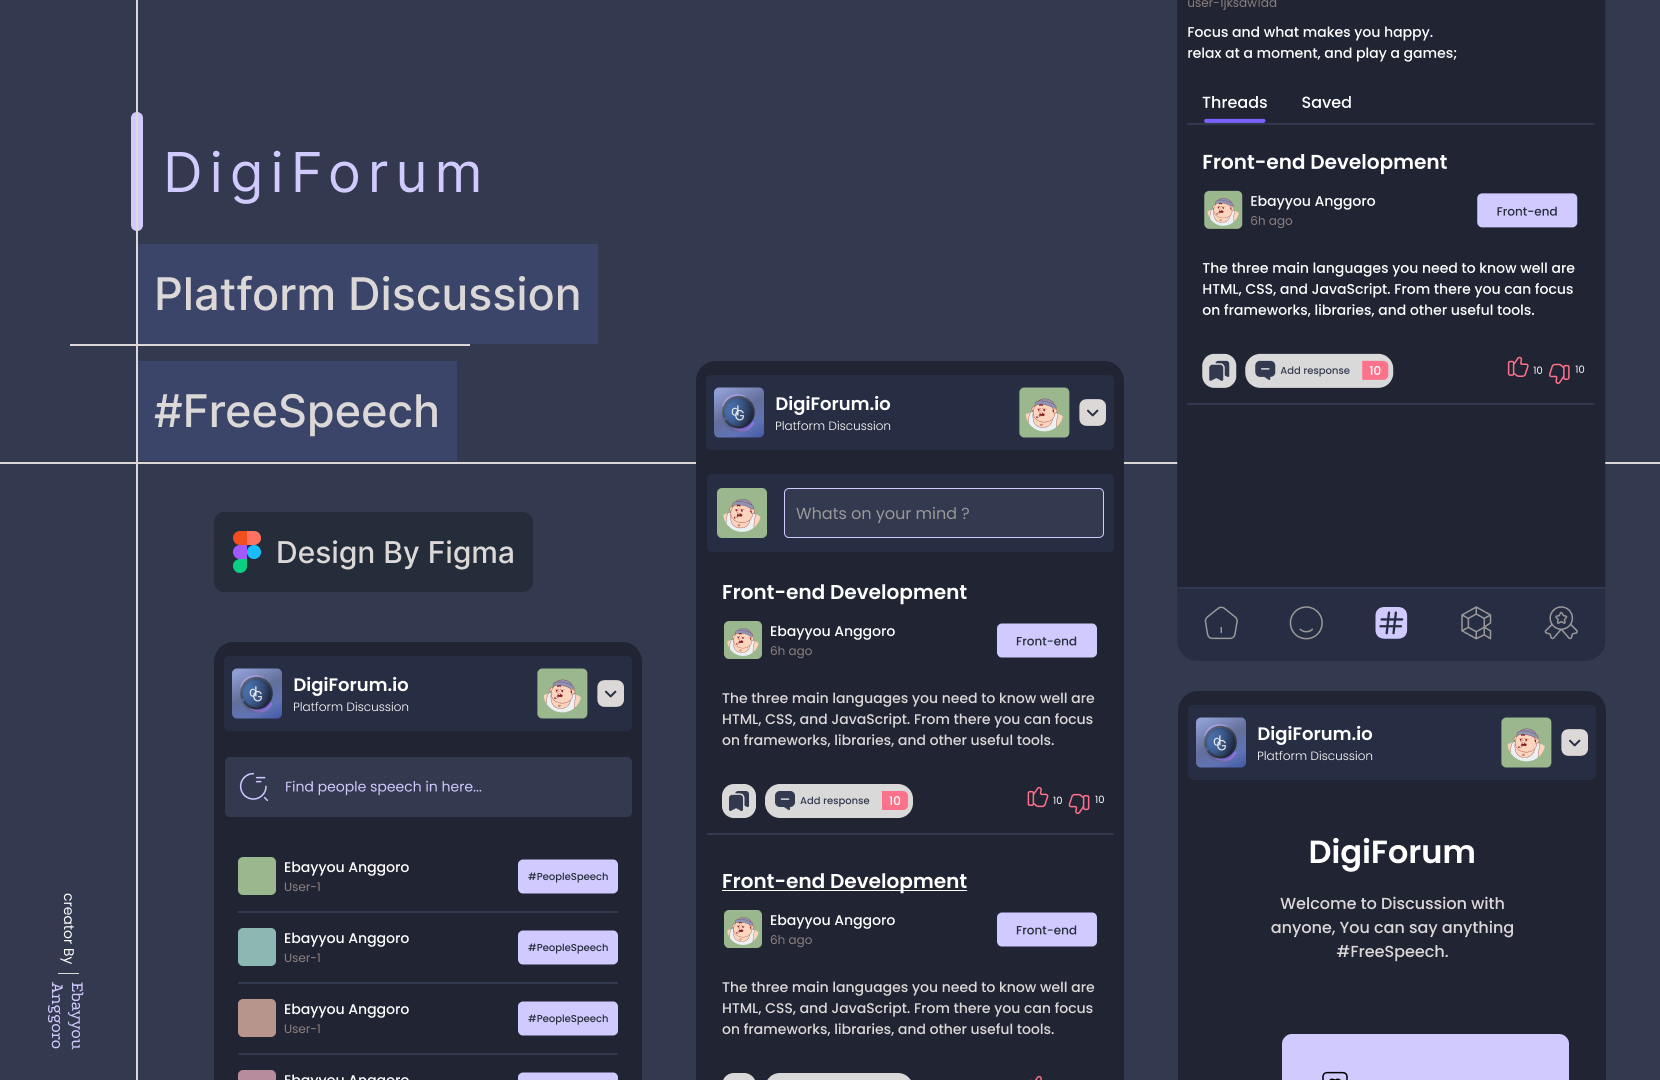 DigiForum
Platform Discussion
#FreeSpeech
Design By Figma
creator By
Ebayyou
Anggoro
DigiForum.io
Platform Discussion
Find people speech in here...
Ebayyou Anggoro
User-1
#PeopleSpeech
Ebayyou Anggoro
User-1
#PeopleSpeech
Ebayyou Anggoro
User-1
#PeopleSpeech
Ebayyou Anggoro
DigiForum.io
Platform Discussion
Whats on your mind ?
Front-end Development
Ebayyou Anggoro
6h ago
Front-end
The three main languages you need to know well are
HTML, CSS, and JavaScript. From there you can focus
on frameworks, libraries, and other useful tools.
Add response 10
10 10
Front-end Development
Ebayyou Anggoro
6h ago
Front-end
The three main languages you need to know well are
HTML, CSS, and JavaScript. From there you can focus
on frameworks, libraries, and other useful tools.
Focus and what makes you happy.
relax at a moment, and play a games;
Threads Saved
Front-end Development
Ebayyou Anggoro
6h ago
Front-end
The three main languages you need to know well are
HTML, CSS, and JavaScript. From there you can focus
on frameworks, libraries, and other useful tools.
Add response 10
10 10
#
DigiForum.io
Platform Discussion
DigiForum
Welcome to Discussion with
anyone, You can say anything
#FreeSpeech.